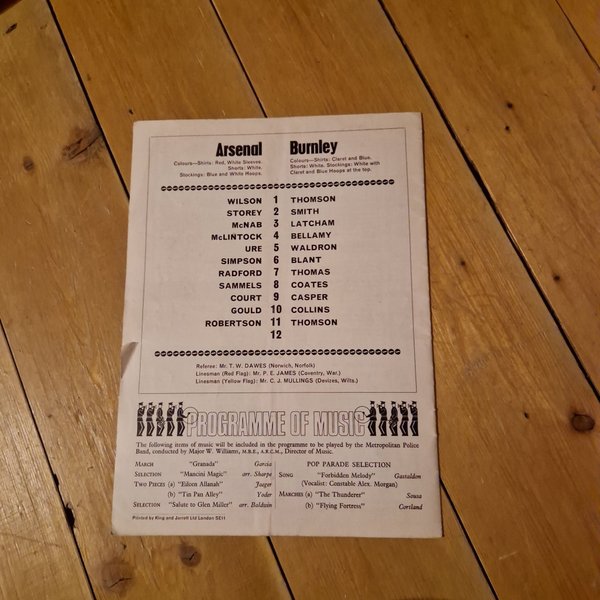 Arsenal Burnley
Colours—Shirts: Red, White Sleeves. Colours—Shirts: Claret and Blue.
Shorts: White. Shorts: White. Stockings: White with
Stockings: Blue and White Hoops. Claret and Blue Hoops at the top.
WILSON 1 THOMSON
STOREY 2 SMITH
McNAB 3 LATCHAM
McLINTOCK 4 BELLAMY
URE 5 WALDRON
SIMPSON 6 BLANT
RADFORD 7 THOMAS
SAMMELS 8 COATES
COURT 9 CASPER
GOULD 10 COLLINS
ROBERTSON 11 THOMSON
12
Referee: Mr. T. W. DAWES (Norwich, Norfolk)
Linesman (Red Flag): Mr. P. E. JAMES (Coventry, War.)
Linesman (Yellow Flag): Mr. C. J. MULLINGS (Devizes, Wilts.)
PROGRAMME OF MUSIC
The following items of music will be included in the programme to be played by the Metropolitan Police
Band, conducted by Major W. Williams, M.B.E., A.R.C.M., Director of Music.
MARCH "Granada" Garcia
SELECTION "Mancini Magic" arr. Sharpe
TWO PIECES (a) "Eileen Allanah" Jaeger
(b) "Tin Pan Alley" Yoder
SELECTION "Salute to Glen Miller" arr. Baldwin
POP PARADE SELECTION
SONG "Forbidden Melody" Gastaldon
(Vocalist: Constable Alex. Morgan)
MARCHES (a) "The Thunderer" Sousa
(b) "Flying Fortress" Cortland
Printed by King and Jarrett Ltd London SE11